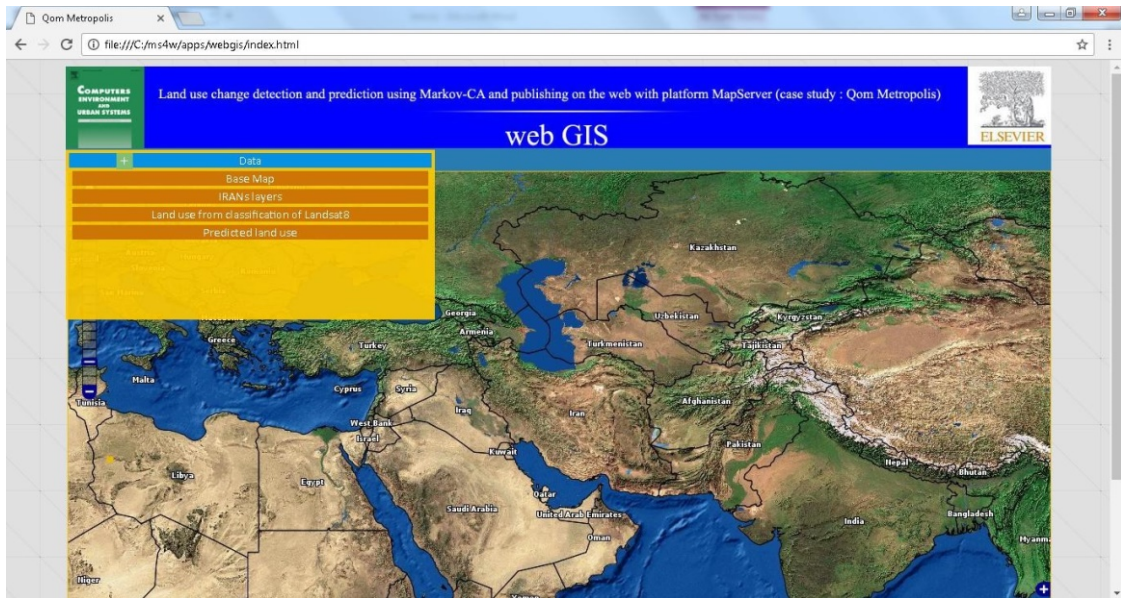 Qom Metropolis
file:///C:/ms4w/apps/webgis/index.html
COMPUTERS
ENVIRONMENT
AND
URBAN SYSTEMS
Land use change detection and prediction using Markov-CA and publishing on the web with platform MapServer (case study : Qom Metropolis)
web GIS
ELSEVIER
Data
Base Map
IRANs layers
Land use from classification of Landsat8
Predicted land use
Kazakhstan
Georgia
Uzbekistan
Kyrgyzstan
Greece
Armenia
Turkey
Turkmenistan
Tajikistan
Malta
Cyprus
Syria
Tunisia
Afghanistan
Iraq
Iran
West Bank
Israel
Pakistan
Kuwait
Nepal
Bhutan
Libya
Egypt
Qatar
Saudi Arabia
United Arab Emirates
India
Bangladesh
Oman
Myanm
Niger
Yemen